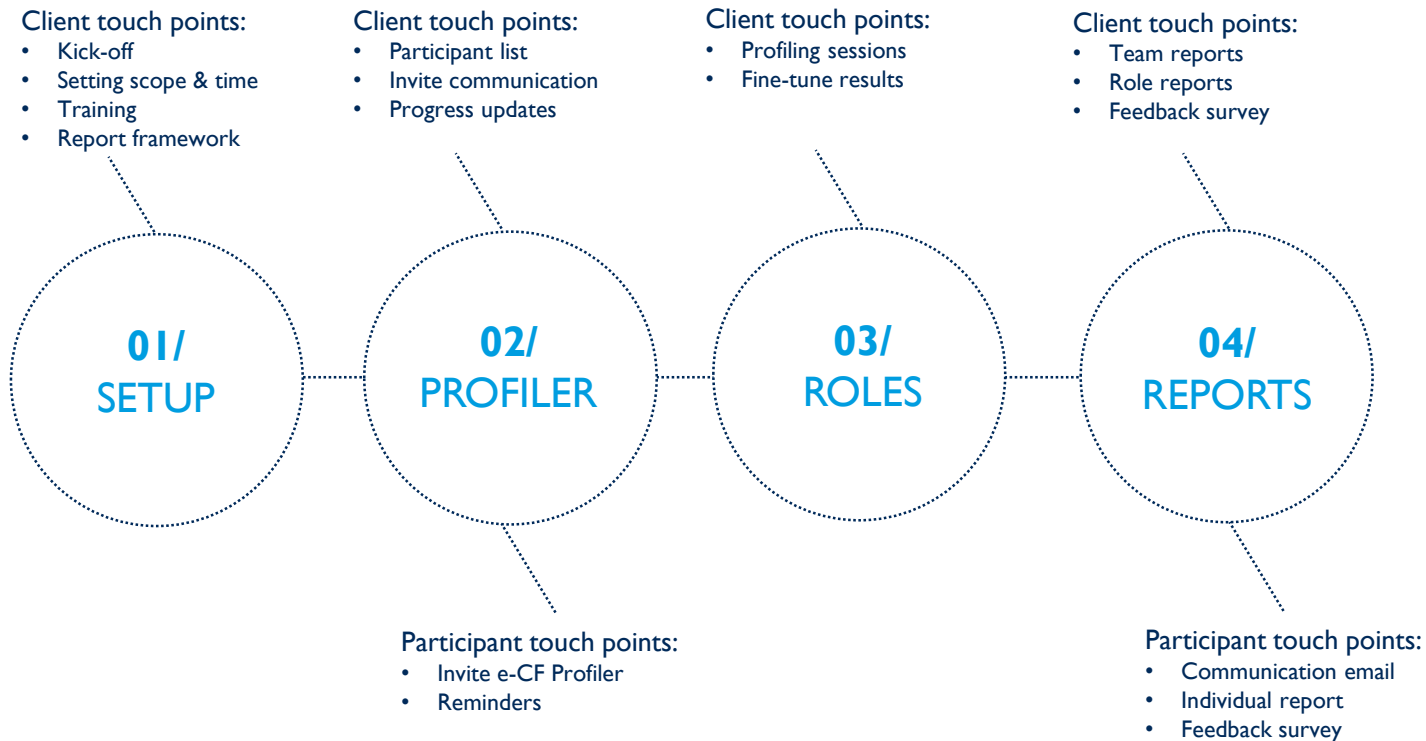 Client touch points:
• Kick-off
• Setting scope & time
• Training
• Report framework
Client touch points:
• Participant list
• Invite communication
• Progress updates
Client touch points:
• Profiling sessions
• Fine-tune results
Client touch points:
• Team reports
• Role reports
• Feedback survey
01/
SETUP
02/
PROFILER
03/
ROLES
04/
REPORTS
Participant touch points:
• Invite e-CF Profiler
• Reminders
Participant touch points:
• Communication email
• Individual report
• Feedback survey